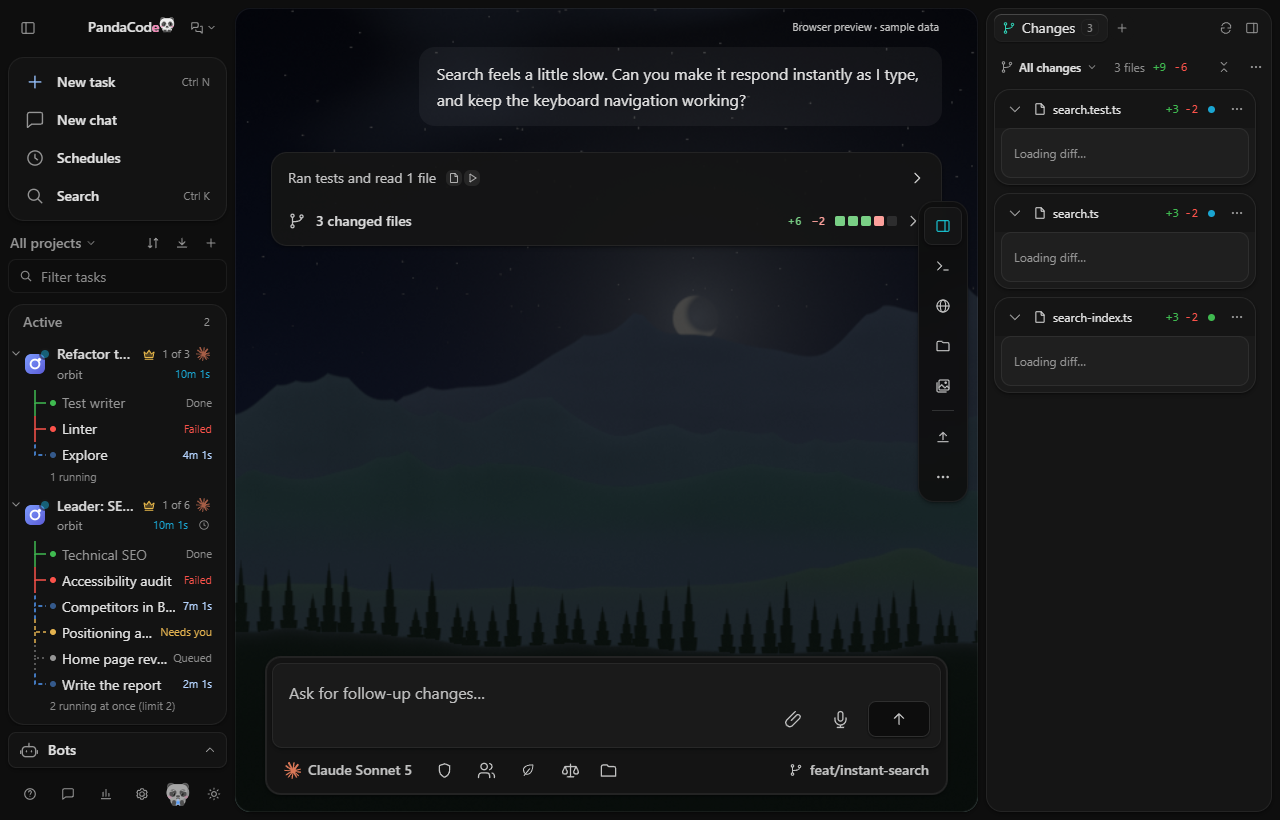 PandaCode
New task Ctrl N
New chat
Schedules
Search Ctrl K
All projects
Filter tasks
Active 2
Refactor t... 1 of 3
orbit 10m 1s
Test writer Done
Linter Failed
Explore 4m 1s
1 running
Leader: SE... 1 of 6
orbit 10m 1s
Technical SEO Done
Accessibility audit Failed
Competitors in B... 7m 1s
Positioning a... Needs you
Home page rev... Queued
Write the report 2m 1s
2 running at once (limit 2)
Bots
Browser preview · sample data
Search feels a little slow. Can you make it respond instantly as I type,
and keep the keyboard navigation working?
Ran tests and read 1 file
3 changed files +6 −2
Ask for follow-up changes...
Claude Sonnet 5
feat/instant-search
Changes 3
All changes 3 files +9 -6
search.test.ts +3 -2
Loading diff...
search.ts +3 -2
Loading diff...
search-index.ts +3 -2
Loading diff...